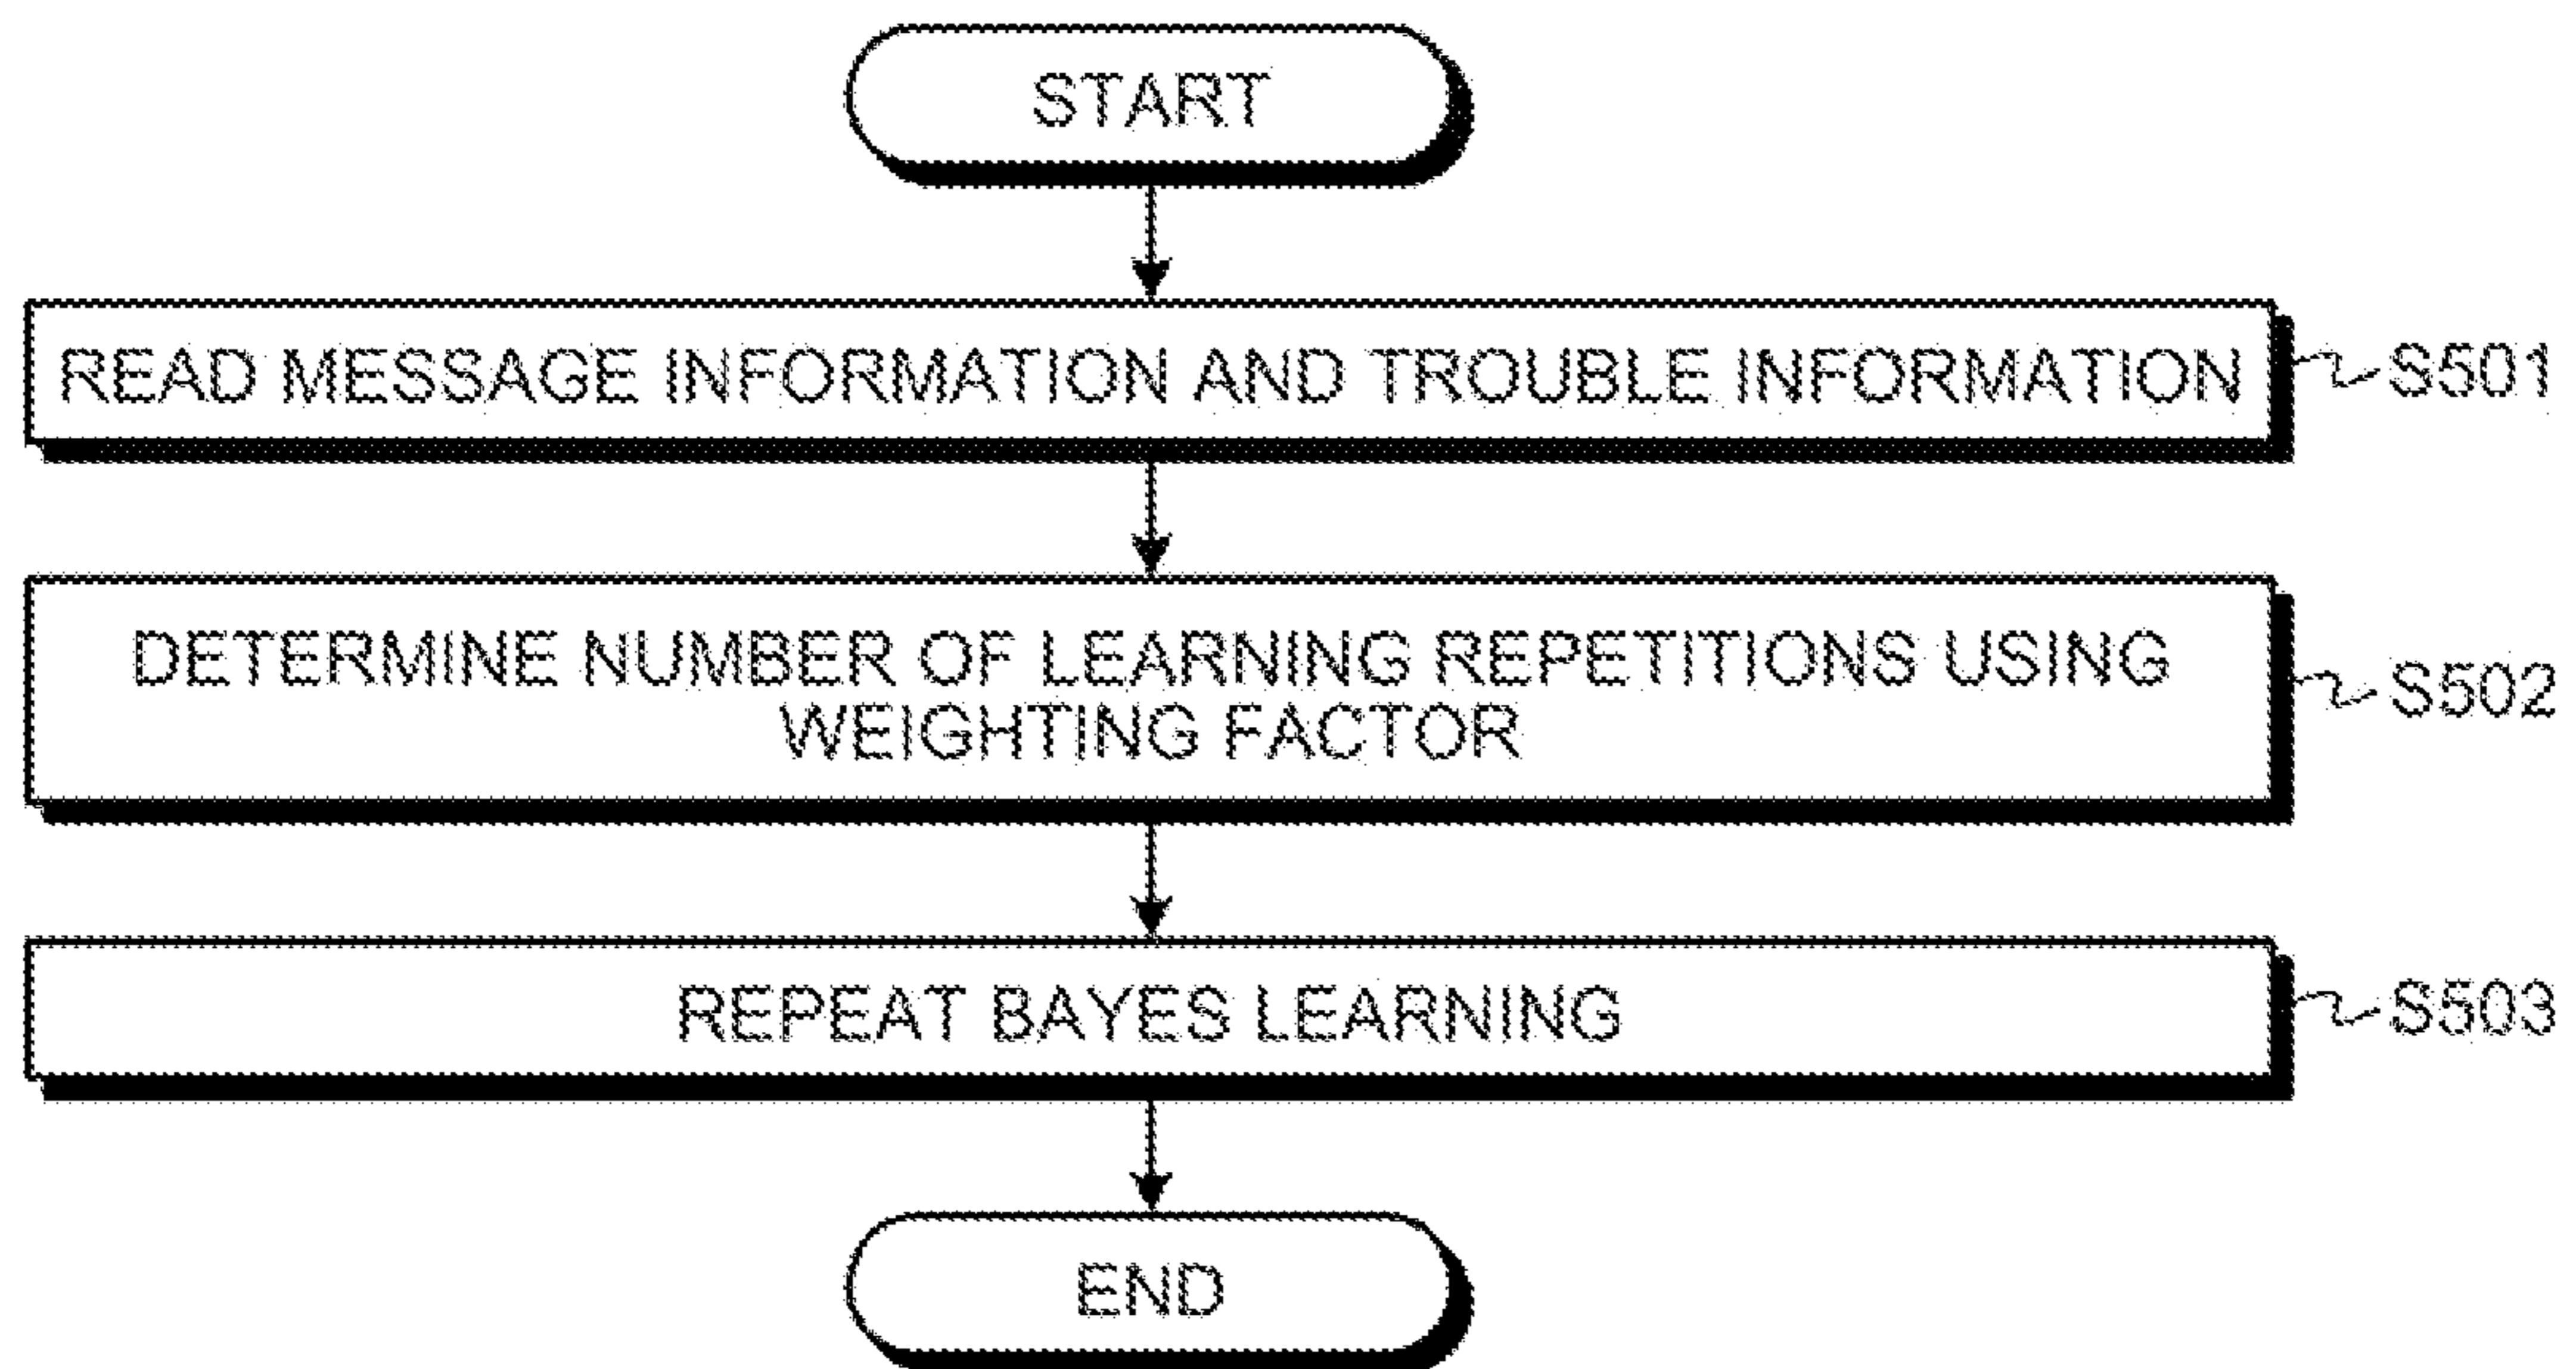 START
READ MESSAGE INFORMATION AND TROUBLE INFORMATION
S501
DETERMINE NUMBER OF LEARNING REPETITIONS USING
WEIGHTING FACTOR
S502
REPEAT BAYES LEARNING
S503
END